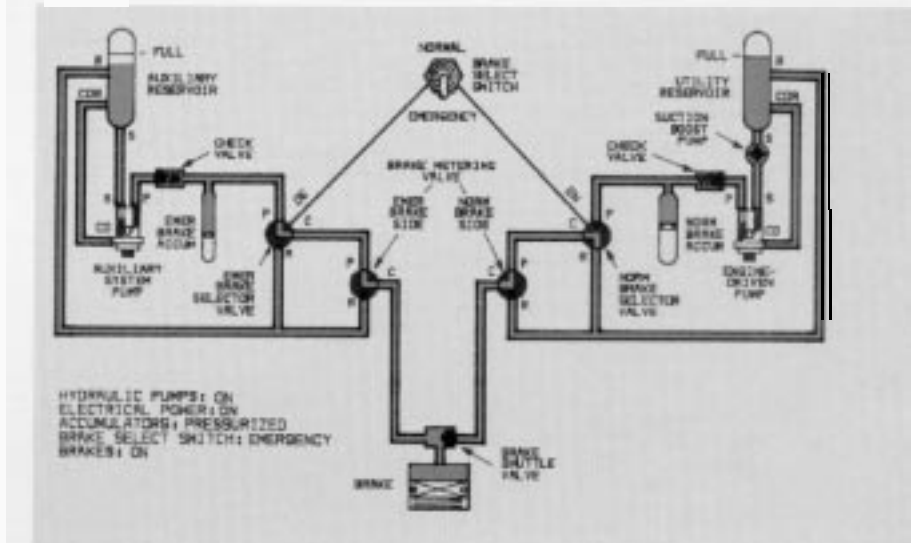 NORMAL
BRAKE
SELECT
SWITCH
EMERGENCY
FULL
R
AUXILIARY
RESERVOIR
S
CHECK
VALVE
S
P
CD
EMER
BRAKE
ACCUM
AUXILIARY
SYSTEM
PUMP
P
C
R
EMER
BRAKE
SELECTOR
VALVE
BRAKE METERING
VALVE
EMER
BRAKE
SIDE
NORM
BRAKE
SIDE
P
C
R
C
P
R
FULL
R
UTILITY
RESERVOIR
SUCTION
BOOST
PUMP
S
CHECK
VALVE
P
S
CD
NORM
BRAKE
ACCUM
ENGINE-
DRIVEN
PUMP
C
P
R
NORM
BRAKE
SELECTOR
VALVE
HYDRAULIC PUMPS: ON
ELECTRICAL POWER: ON
ACCUMULATORS: PRESSURIZED
BRAKE SELECT SWITCH: EMERGENCY
BRAKES: ON
BRAKE
BRAKE
SHUTTLE
VALVE